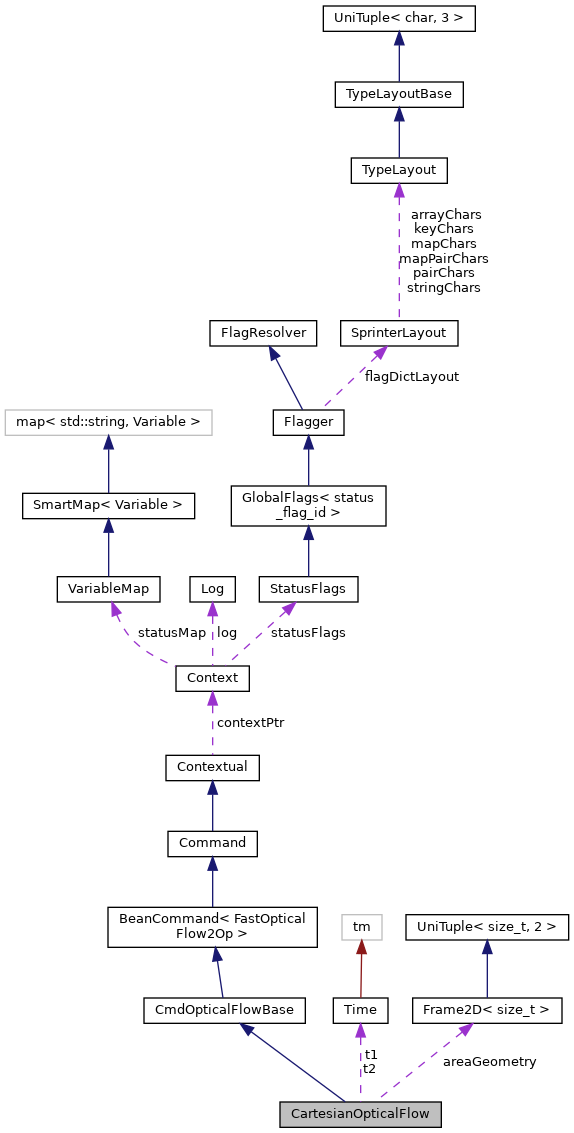 UniTuple< char, 3 >
TypeLayoutBase
TypeLayout
arrayChars
keyChars
mapChars
mapPairChars
pairChars
stringChars
FlagResolver
SprinterLayout
flagDictLayout
map< std::string, Variable >
Flagger
SmartMap< Variable >
GlobalFlags< status
_flag_id >
VariableMap
Log
StatusFlags
statusMap
log
statusFlags
Context
contextPtr
Contextual
Command
BeanCommand< FastOptical
Flow2Op >
tm
UniTuple< size_t, 2 >
CmdOpticalFlowBase
Time
Frame2D< size_t >
t1
t2
areaGeometry
CartesianOpticalFlow